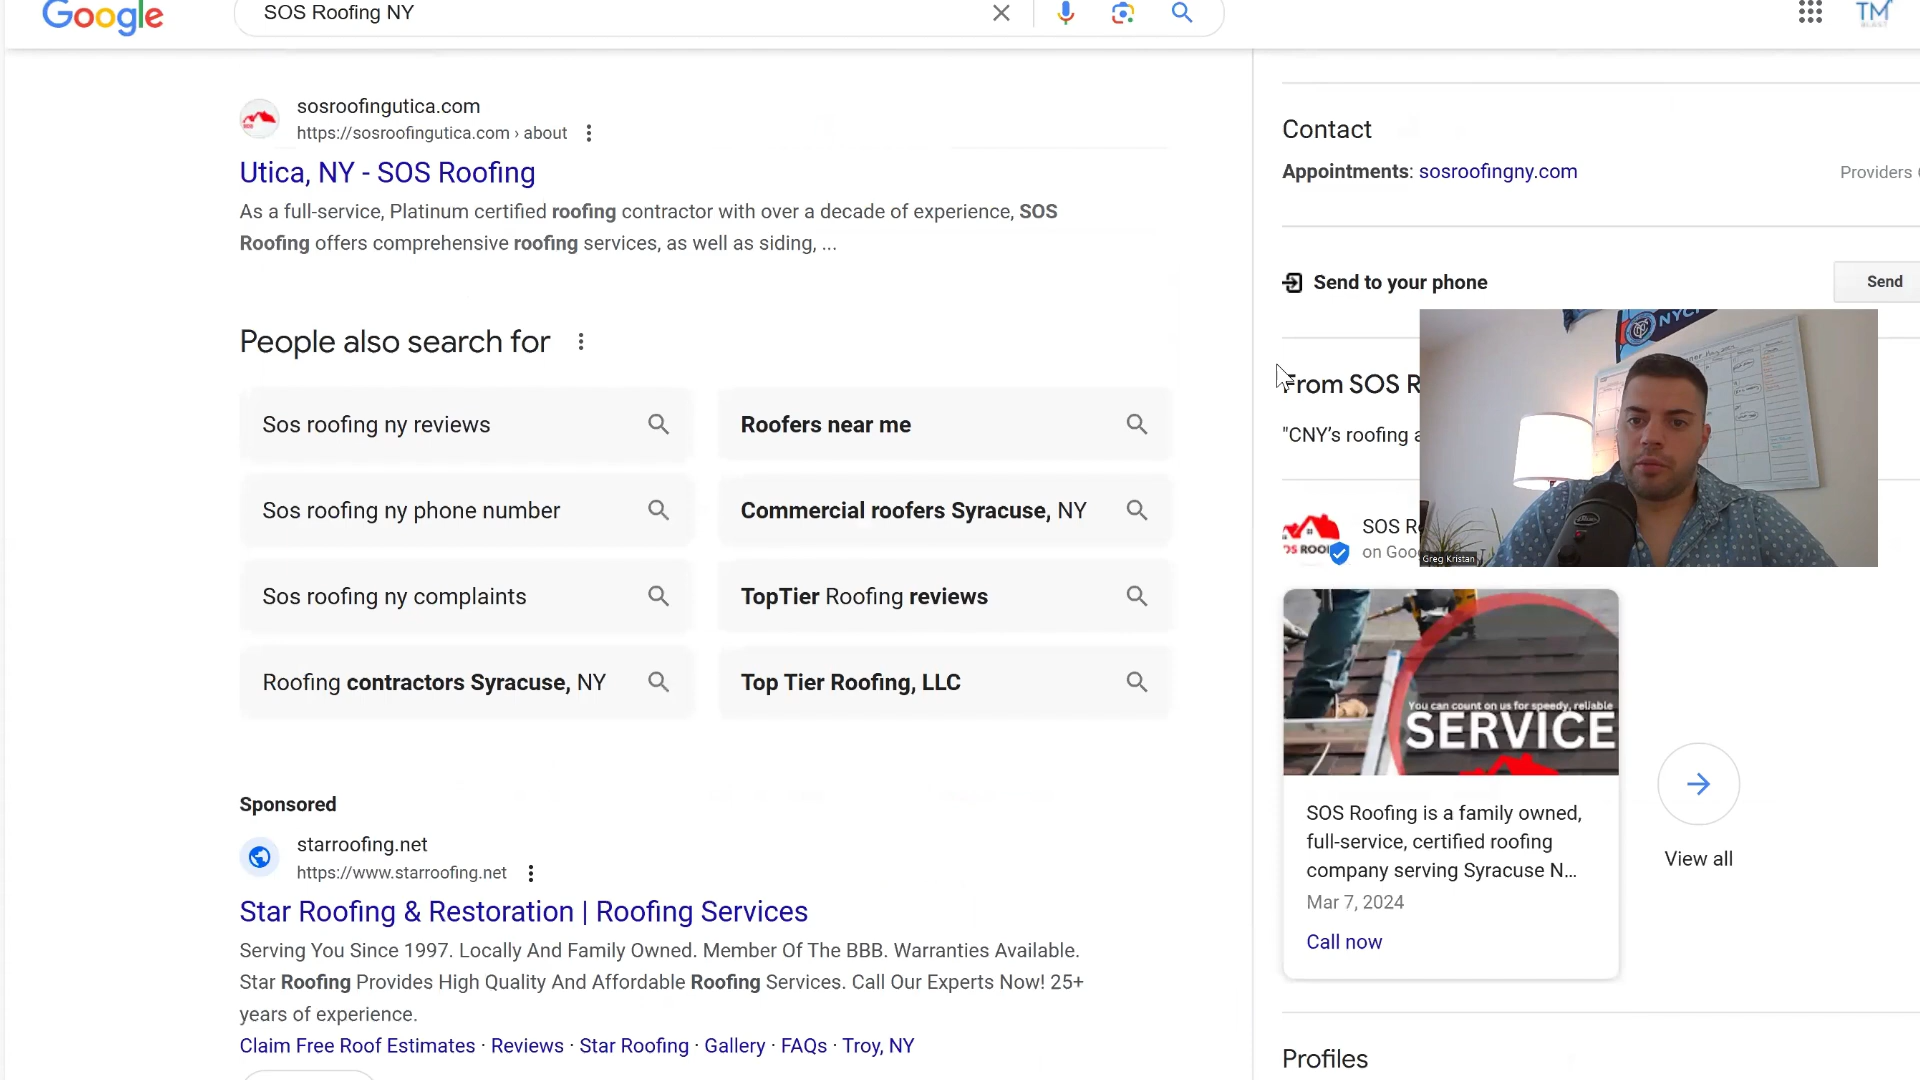 Google
SOS Roofing NY
TM
BLAST
sosroofingutica.com
https://sosroofingutica.com › about
Utica, NY - SOS Roofing
As a full-service, Platinum certified roofing contractor with over a decade of experience, SOS
Roofing offers comprehensive roofing services, as well as siding, ...
People also search for
Sos roofing ny reviews
Roofers near me
Sos roofing ny phone number
Commercial roofers Syracuse, NY
Sos roofing ny complaints
TopTier Roofing reviews
Roofing contractors Syracuse, NY
Top Tier Roofing, LLC
Sponsored
starroofing.net
https://www.starroofing.net
Star Roofing & Restoration | Roofing Services
Serving You Since 1997. Locally And Family Owned. Member Of The BBB. Warranties Available.
Star Roofing Provides High Quality And Affordable Roofing Services. Call Our Experts Now! 25+
years of experience.
Claim Free Roof Estimates · Reviews · Star Roofing · Gallery · FAQs · Troy, NY
Contact
Appointments: sosroofingny.com
Providers
Send to your phone
Send
From SOS R
"CNY's roofing a
NYC
Greg Kristan
SOS R
on Goo
OS ROOF
You can count on us for speedy, reliable
SERVICE
SOS Roofing is a family owned,
full-service, certified roofing
company serving Syracuse N...
Mar 7, 2024
Call now
View all
Profiles